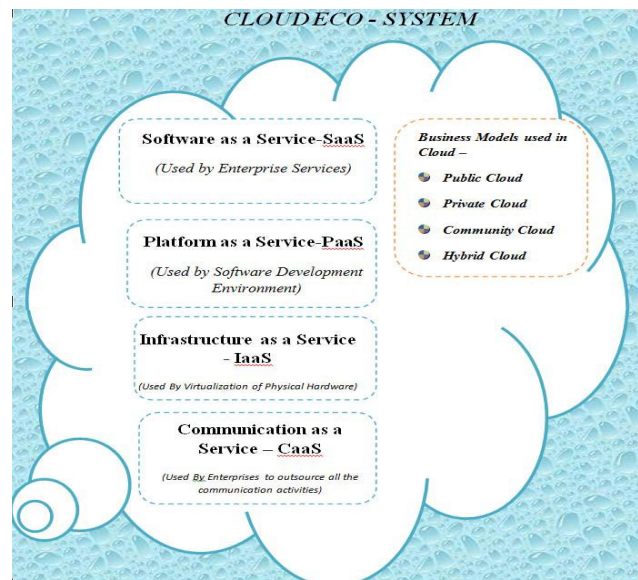 CLOUD ECO - SYSTEM
Software as a Service-SaaS
(Used by Enterprise Services)
Platform as a Service-PaaS
(Used by Software Development
Environment)
Infrastructure as a Service
- IaaS
(Used By Virtualization of Physical Hardware)
Communication as a
Service – CaaS
(Used By Enterprises to outsource all the
communication activities)
Business Models used in
Cloud –
Public Cloud
Private Cloud
Community Cloud
Hybrid Cloud